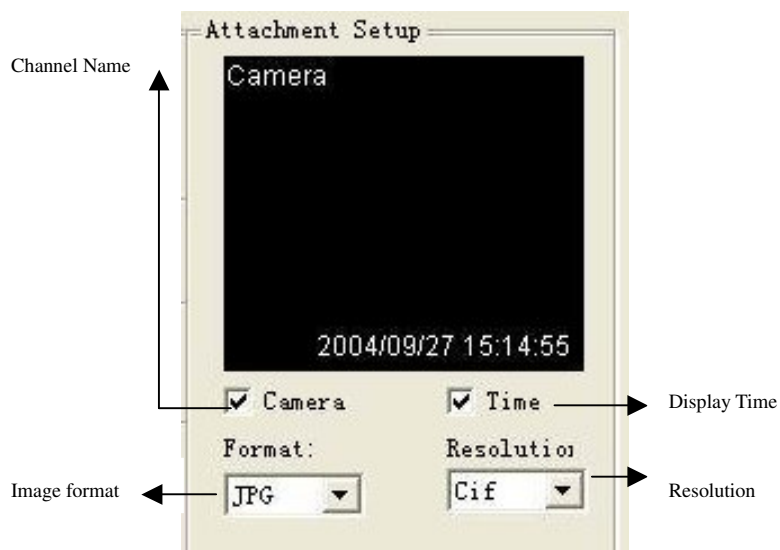 Attachment Setup
Channel Name
Camera
2004/09/27 15:14:55
Camera
Time
Display Time
Format:
Resolution
Image format
JPG
Cif
Resolution